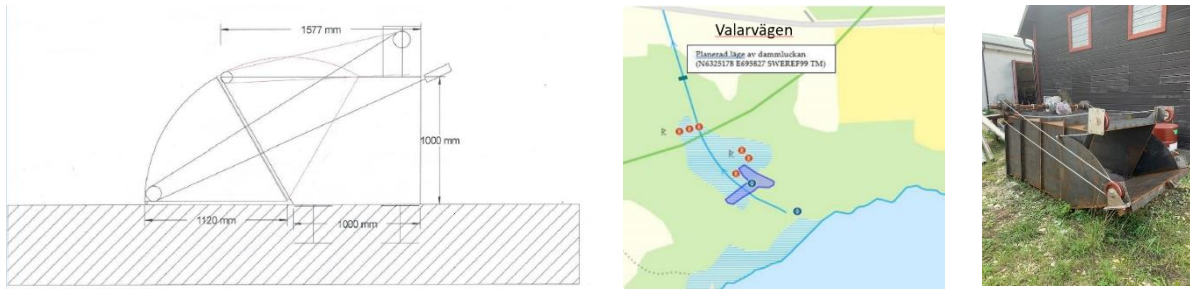 1577 mm
1000 mm
1120 mm
1000 mm
Valarvägen
Planerad läge av dammluckan
(N6325178 E695827 SWEREF99 TM)